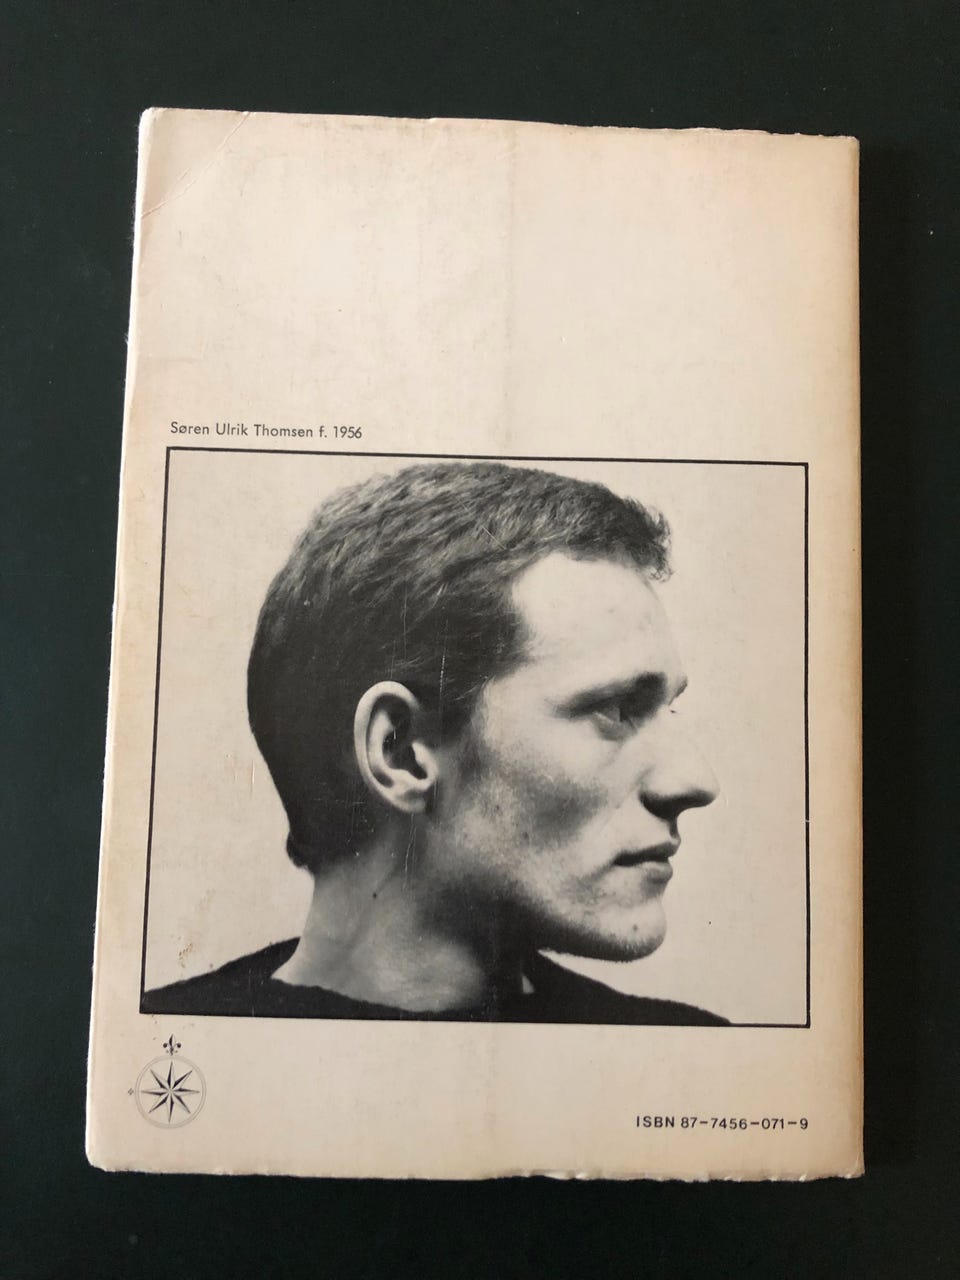 Søren Ulrik Thomsen f. 1956
ISBN 87-7456-071-9